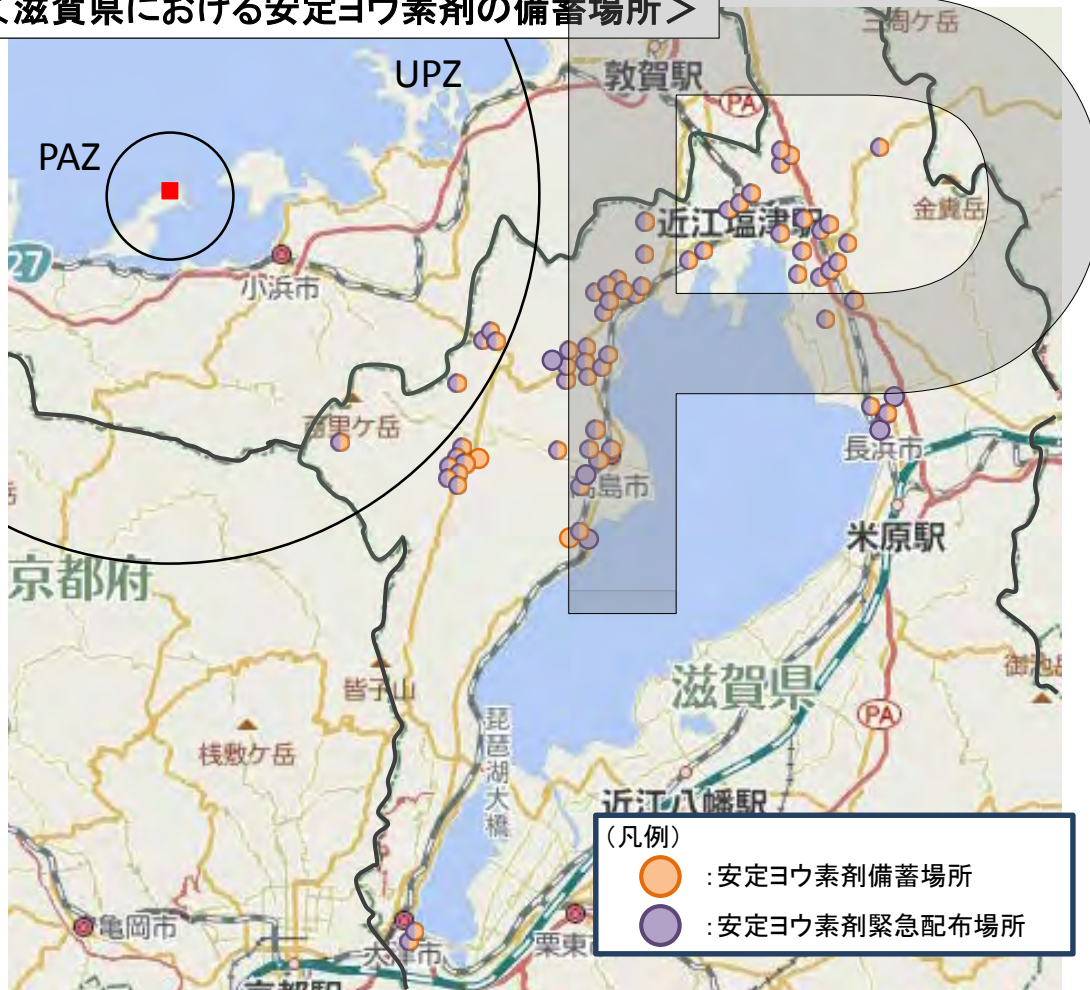 滋賀県における安定ヨウ素剤の備蓄場所＞
三周ケ岳
敦賀駅
UPZ
PA
PAZ
金糞岳
近江塩津駅
27
小浜市
百里ケ岳
長浜市
高島市
米原駅
京都府
御池岳
皆子山
滋賀県
PA
桟敷ケ岳
琵琶湖大橋
近江八幡駅
（凡例）
：安定ヨウ素剤備蓄場所
：安定ヨウ素剤緊急配布場所
亀岡市
大津市
栗東
京都駅
P